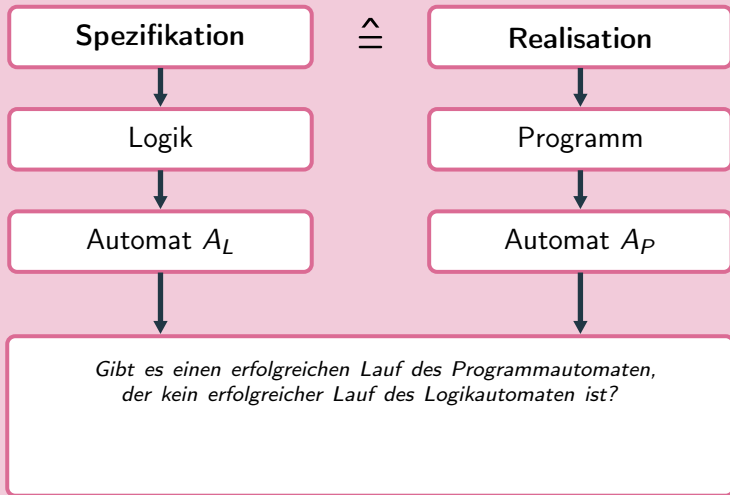 Spezifikation ≙ Realisation
Logik Programm
Automat A_L Automat A_P
Gibt es einen erfolgreichen Lauf des Programmautomaten,
der kein erfolgreicher Lauf des Logikautomaten ist?